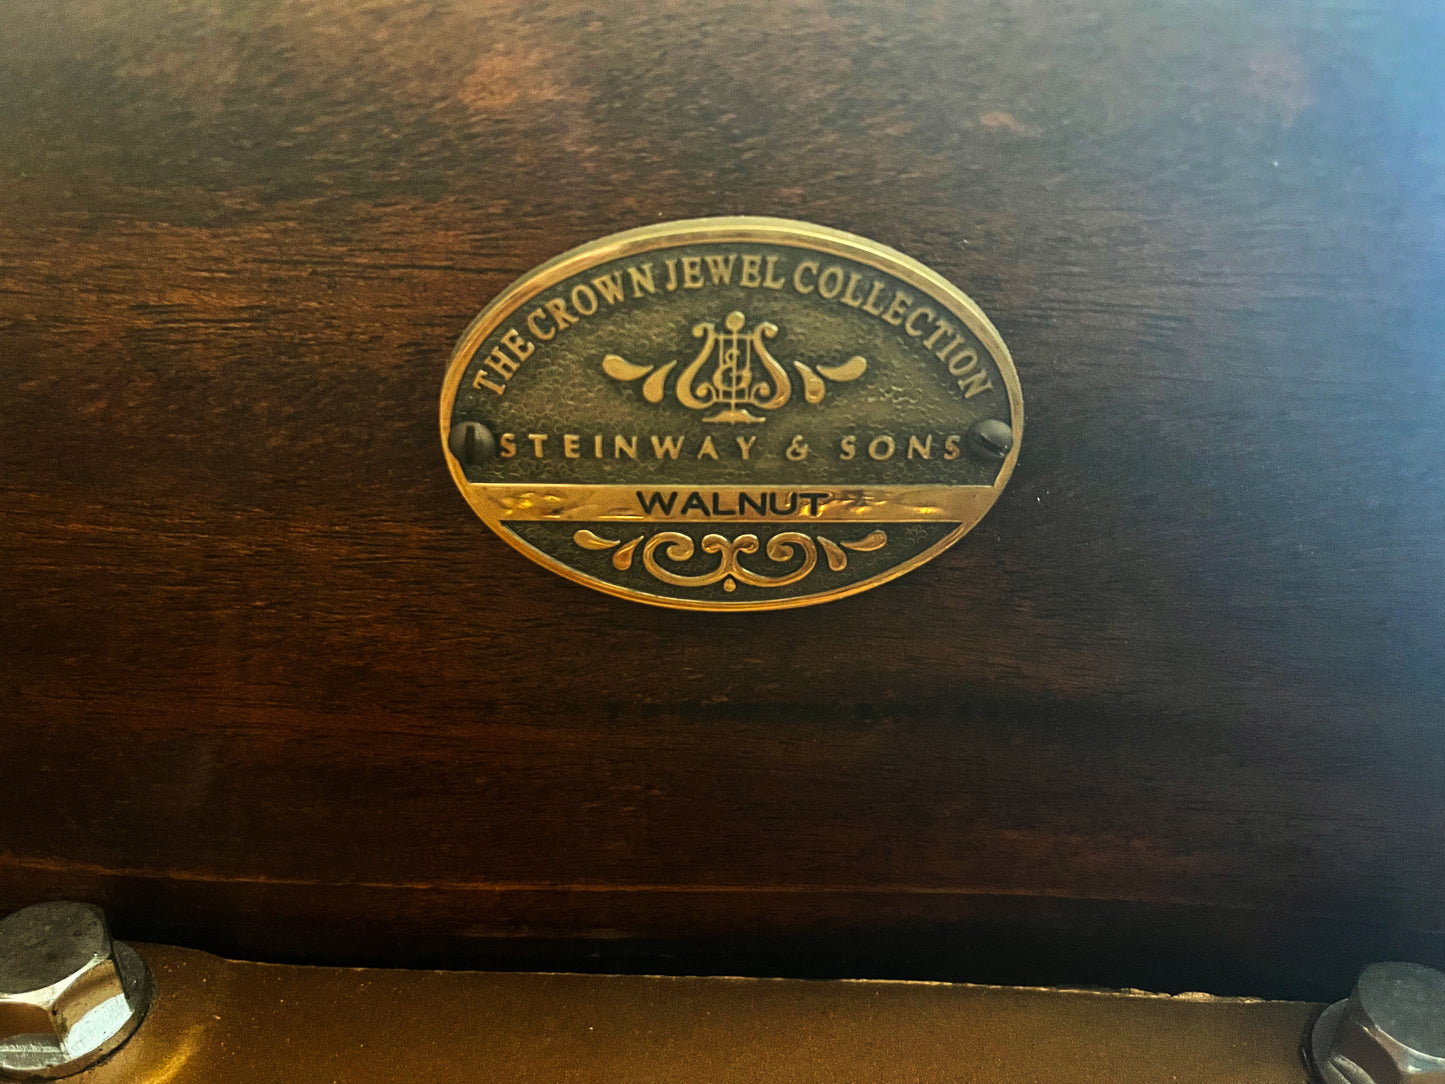 THE CROWN JEWEL COLLECTION
STEINWAY & SONS
WALNUT